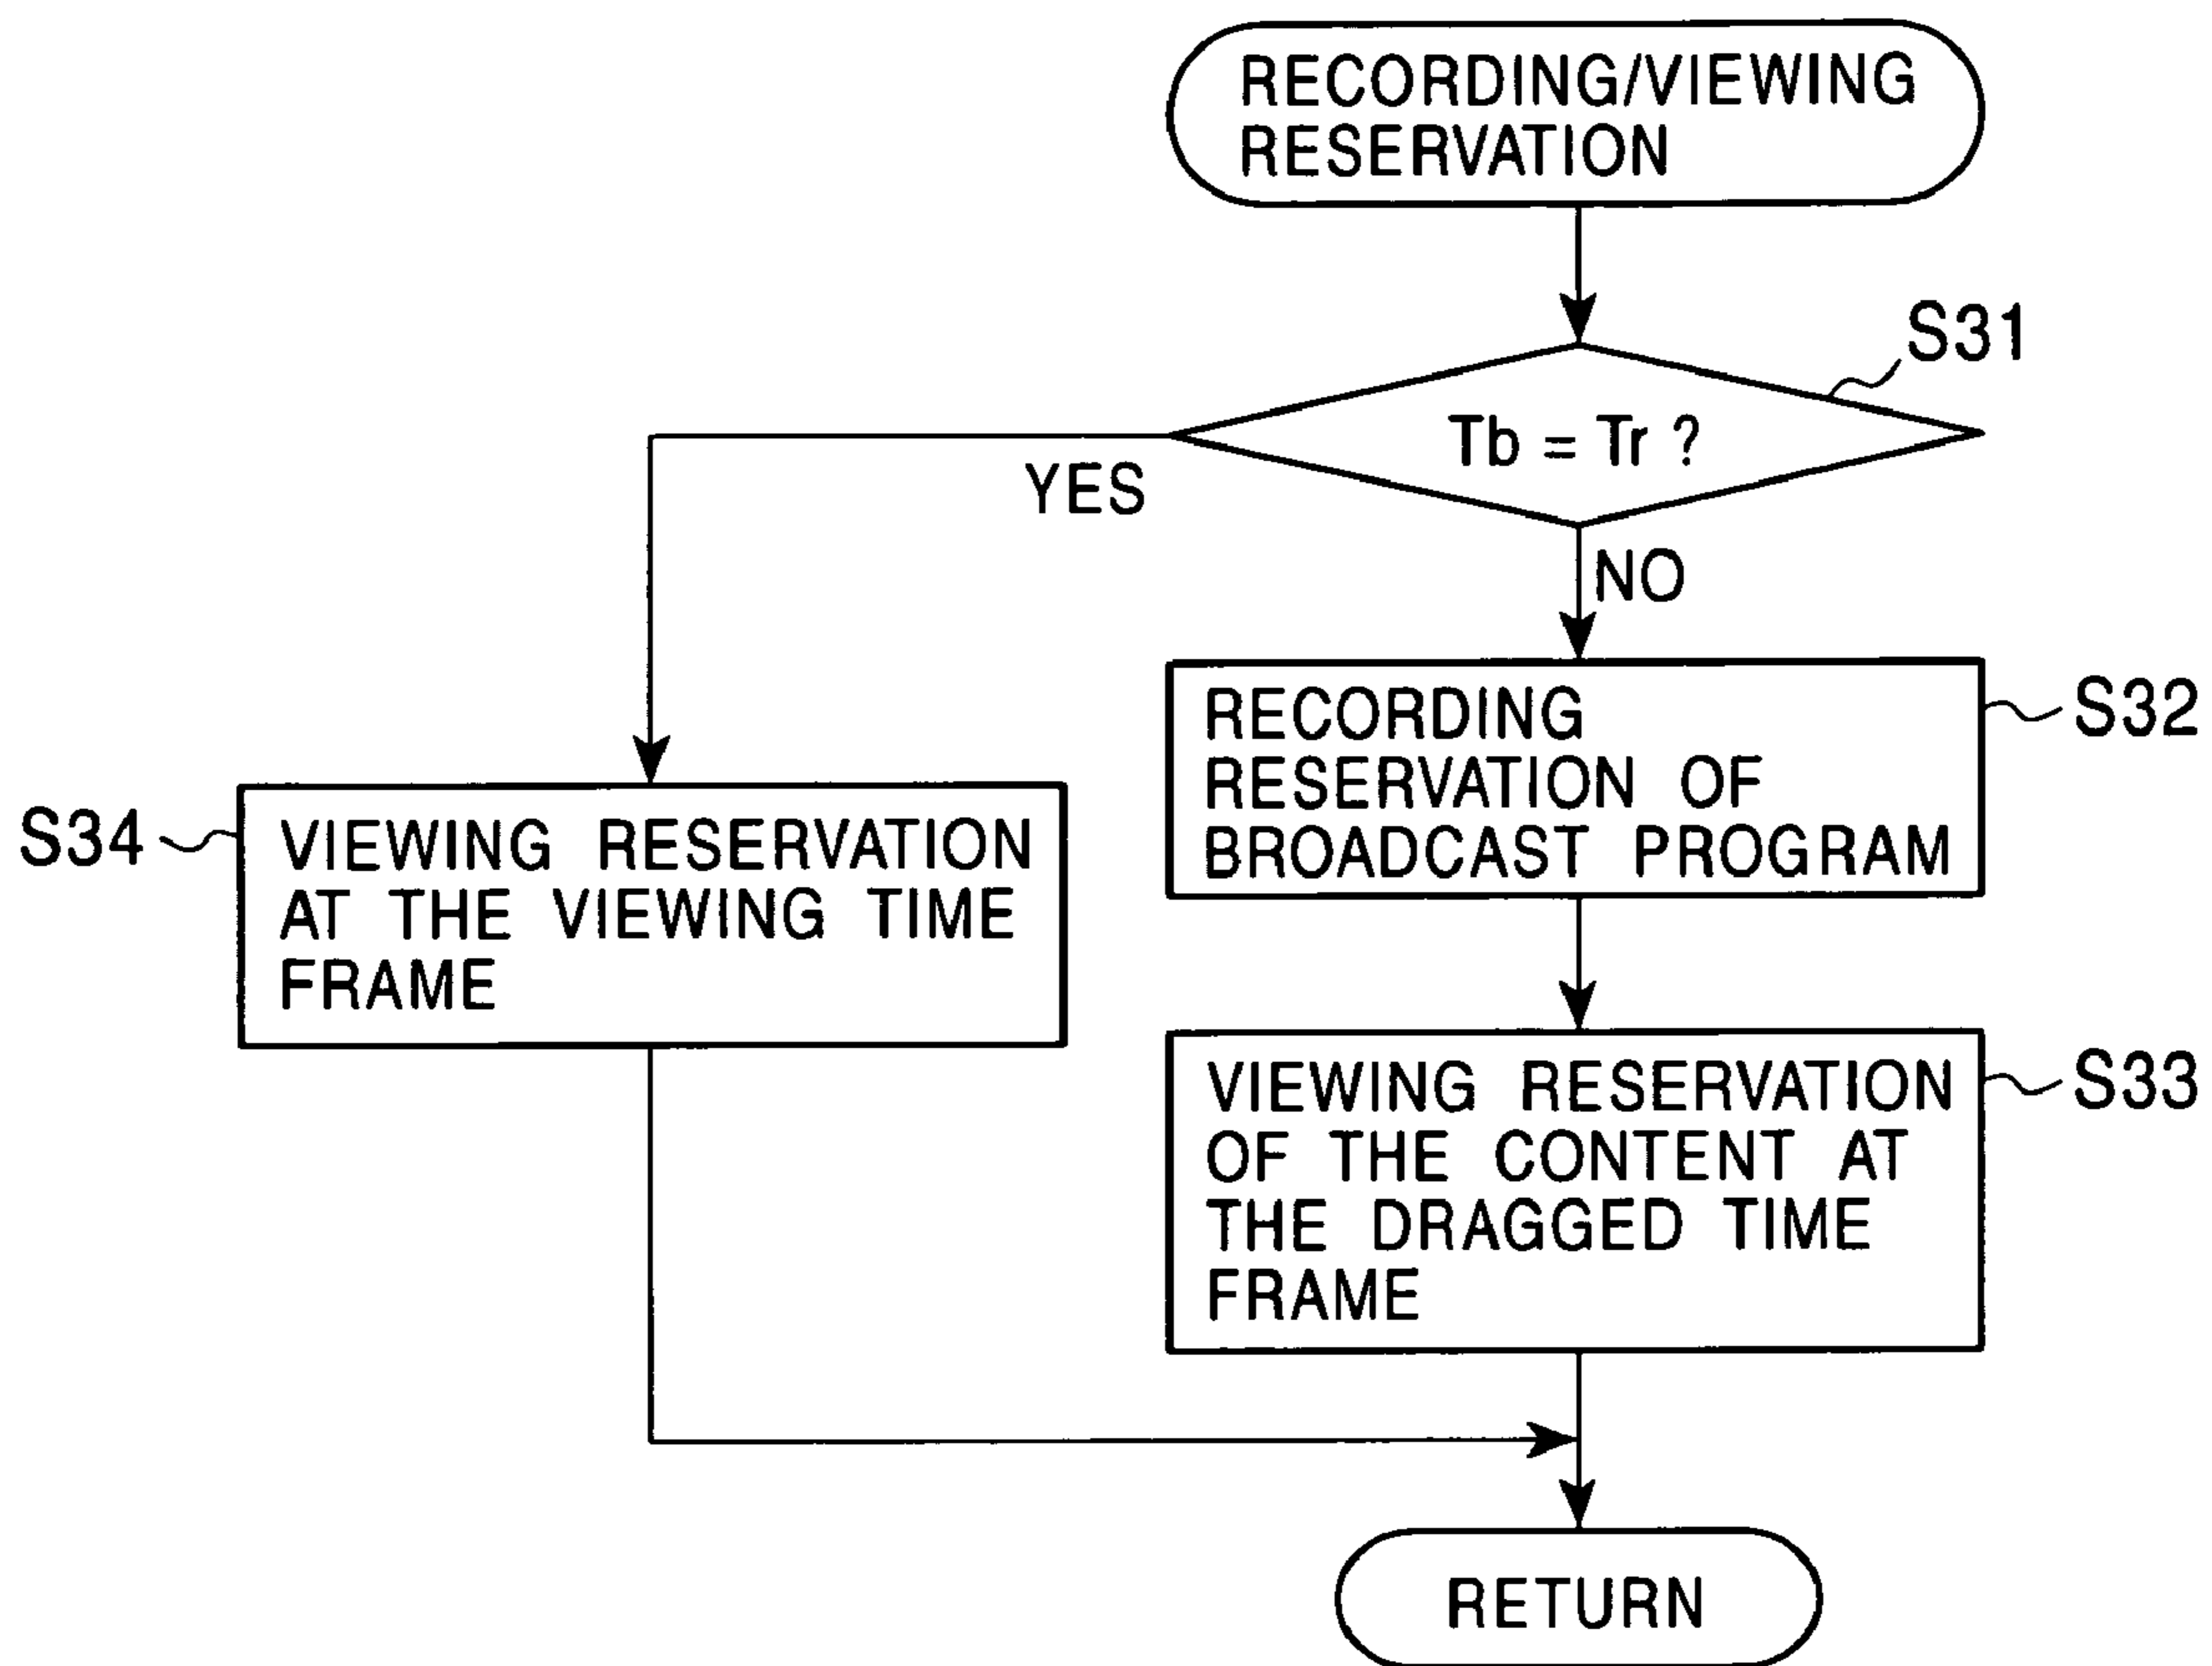 RECORDING/VIEWING
RESERVATION
S31
Tb = Tr ?
YES
NO
RECORDING
RESERVATION OF
BROADCAST PROGRAM
S32
S34
VIEWING RESERVATION
AT THE VIEWING TIME
FRAME
VIEWING RESERVATION
OF THE CONTENT AT
THE DRAGGED TIME
FRAME
S33
RETURN